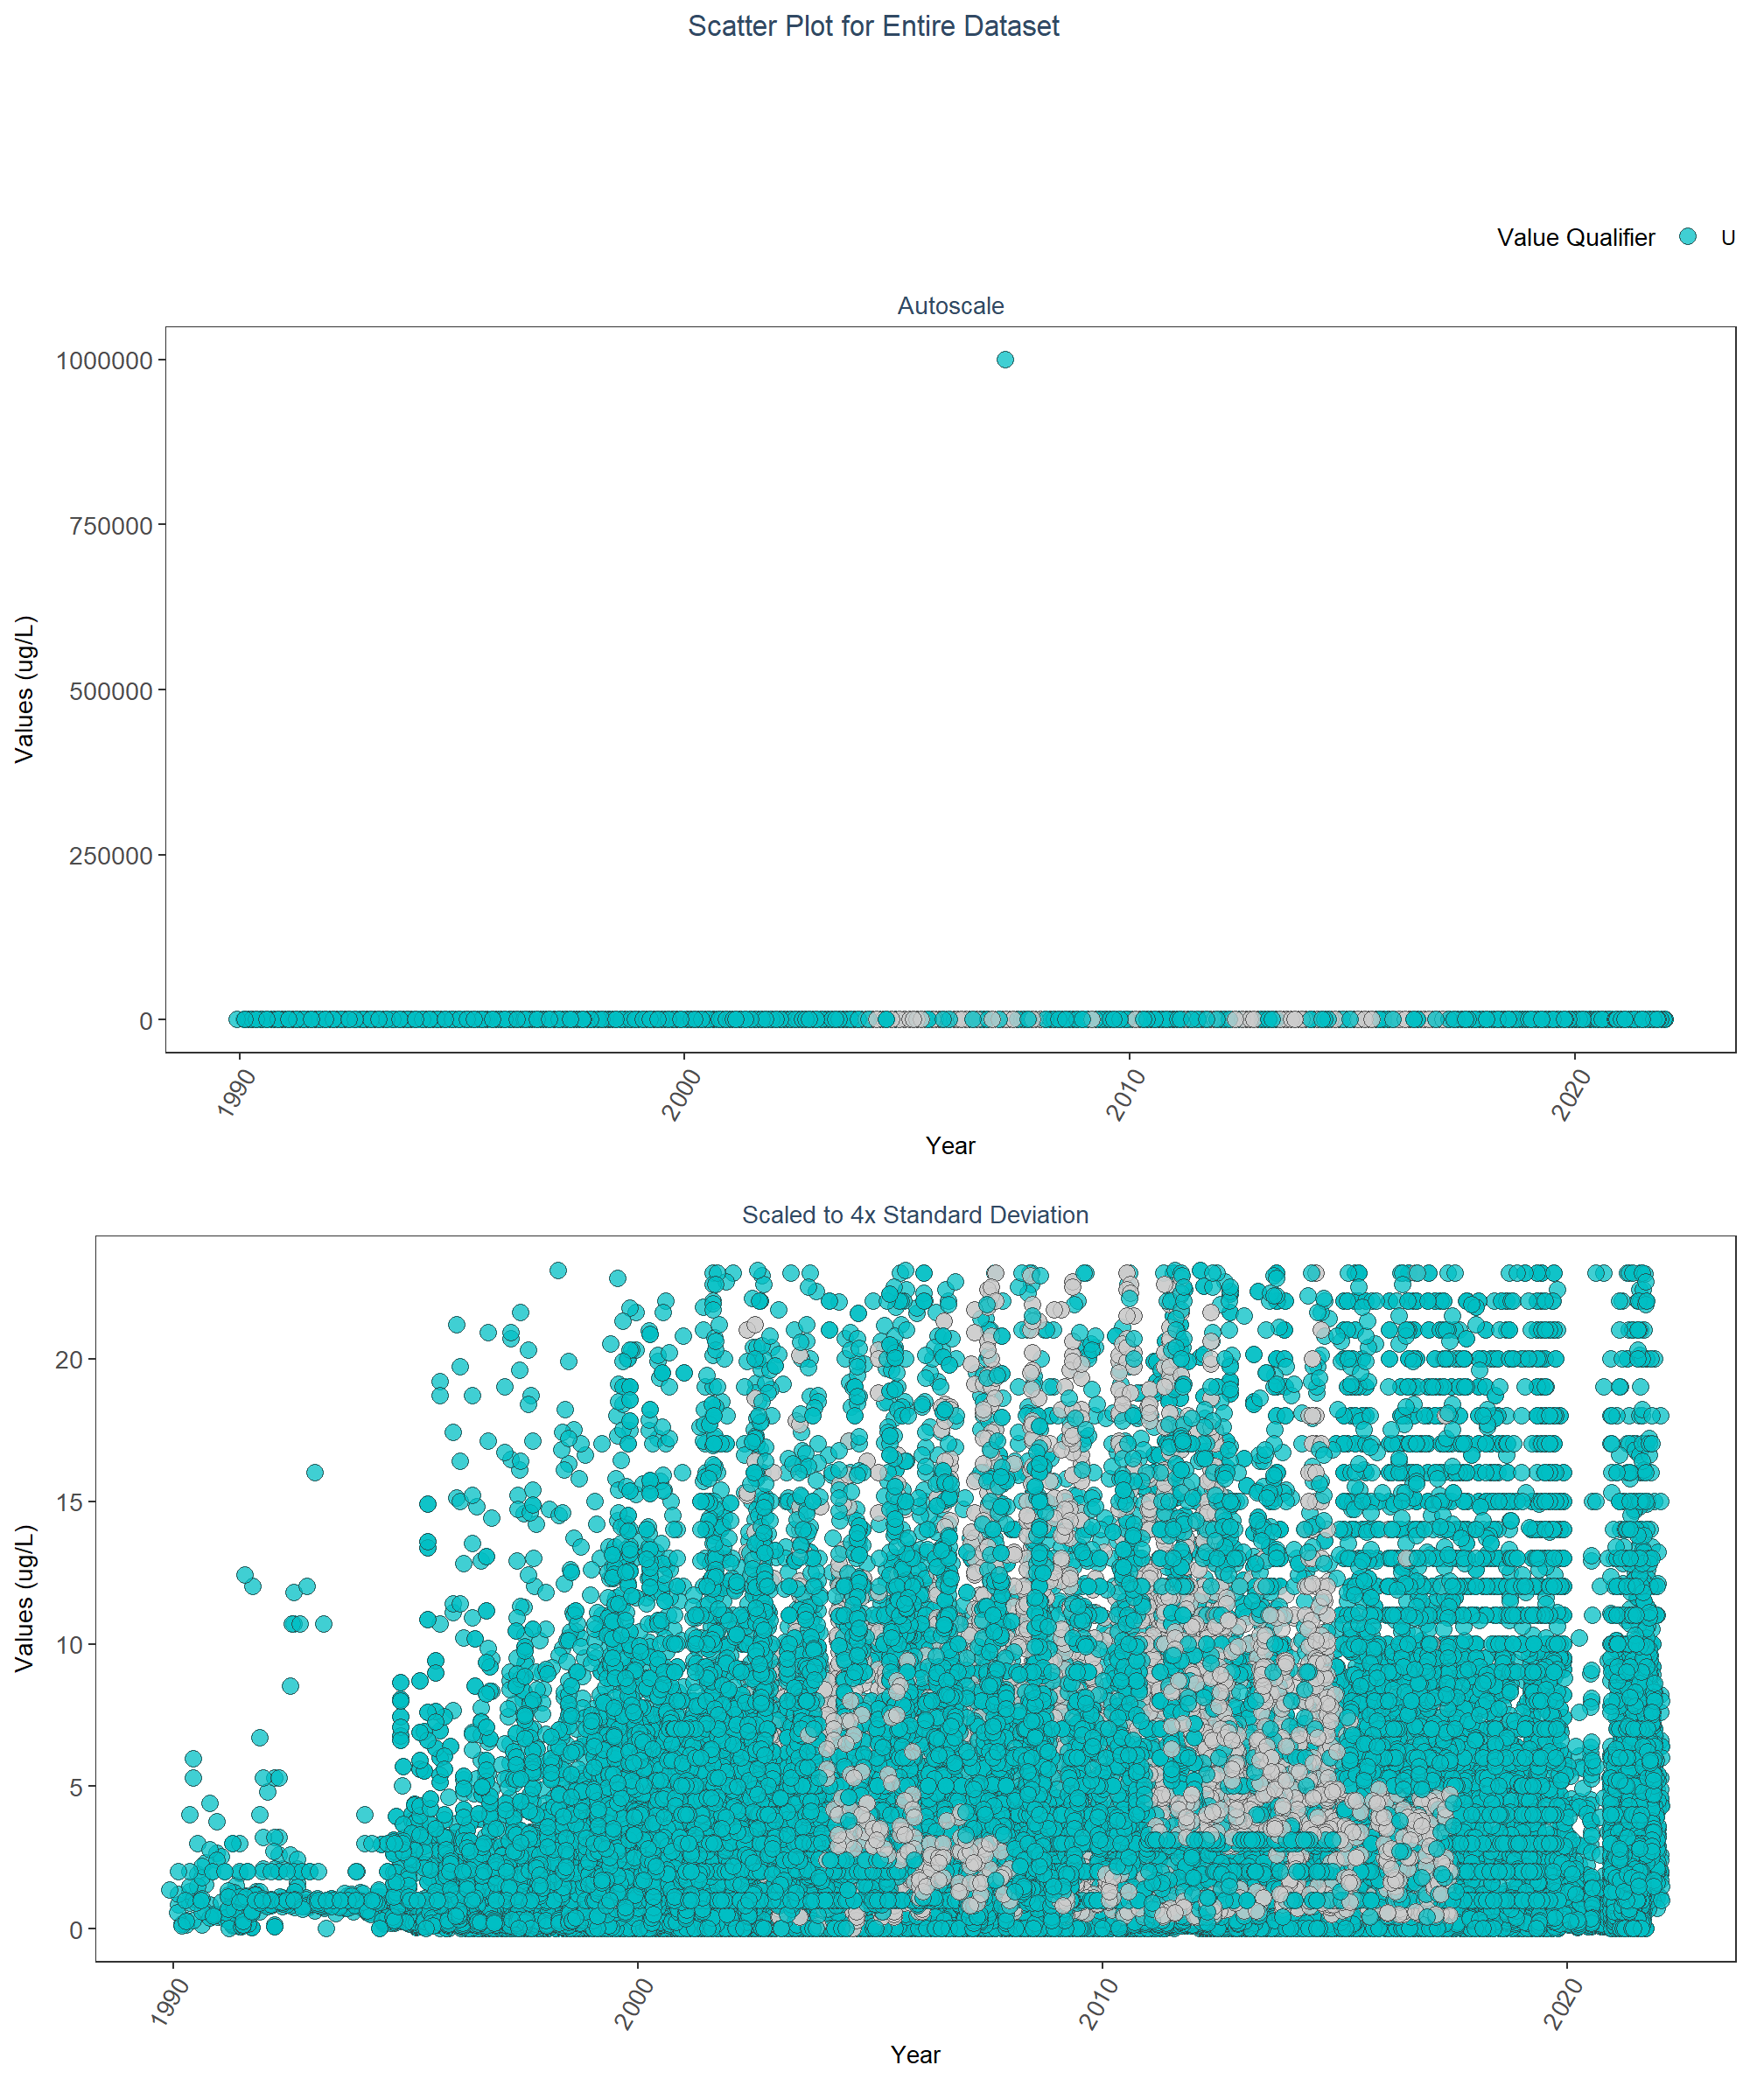 Scatter Plot for Entire Dataset
Value Qualifier U
Autoscale
1000000
750000
500000
250000
0
Values (ug/L)
1990 2000 2010 2020
Year
Scaled to 4x Standard Deviation
20
15
10
5
0
Values (ug/L)
1990 2000 2010 2020
Year